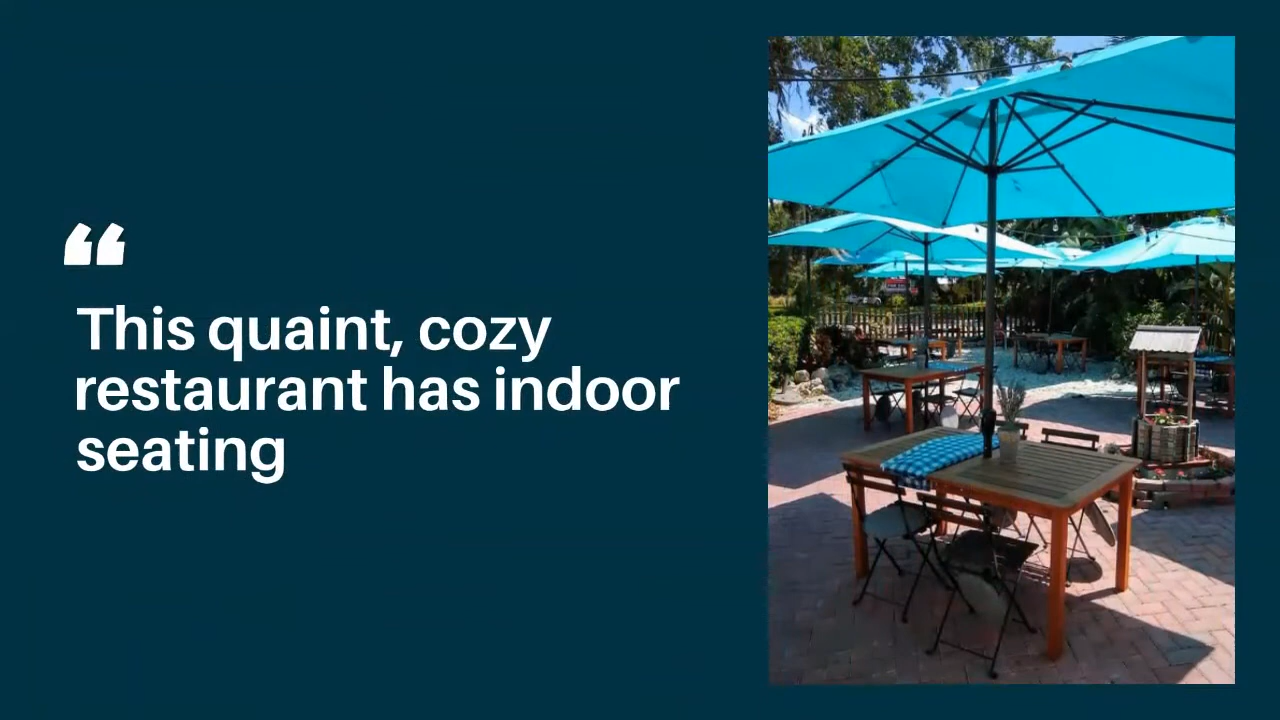 “
This quaint, cozy
restaurant has indoor
seating